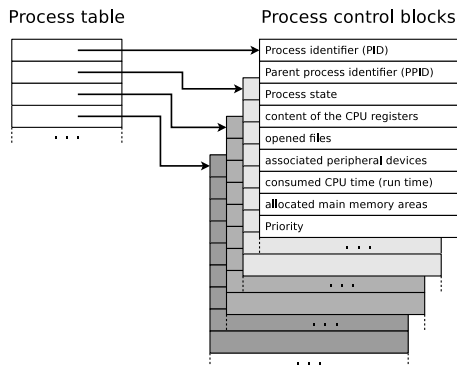 Process table
Process control blocks
Process identifier (PID)
Parent process identifier (PPID)
Process state
content of the CPU registers
opened files
associated peripheral devices
consumed CPU time (run time)
allocated main memory areas
Priority
. . .
. . .
. . .
. . .
. . .